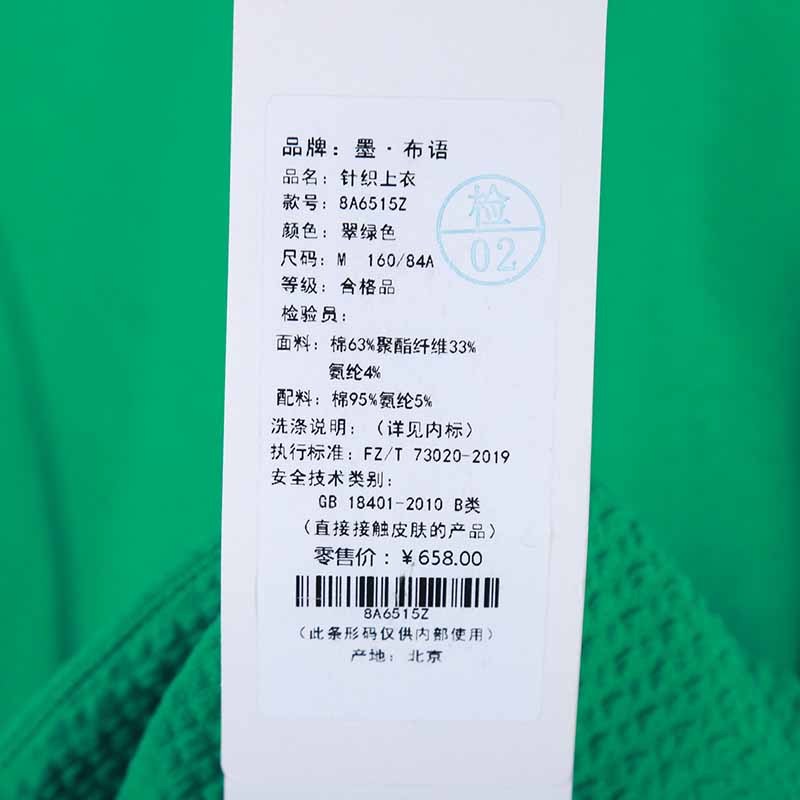 品牌：墨·布语
品名：针织上衣
款号：8A6515Z
颜色：翠绿色
尺码：M 160/84A
等级：合格品
检验员：
检
02
面料：棉63%聚酯纤维33%
氨纶4%
配料：棉95%氨纶5%
洗涤说明：（详见内标）
执行标准：FZ/T 73020-2019
安全技术类别：
GB 18401-2010 B类
（直接接触皮肤的产品）
零售价：¥658.00
8A6515Z
（此条形码仅供内部使用）
产地：北京